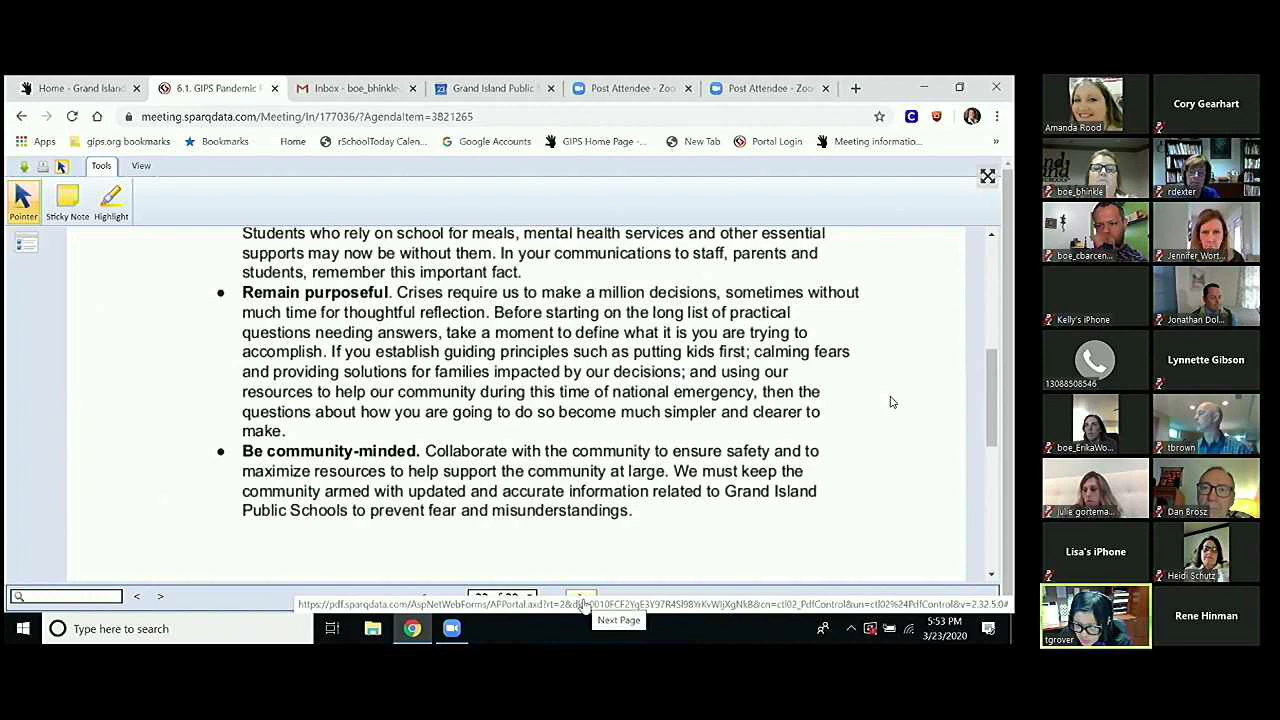 Home - Grand Island
6.1. GIPS Pandemic
Inbox - boe_bhinkle
Grand Island Public
Post Attendee - Zoo
Post Attendee - Zoo
meeting.sparqdata.com/Meeting/In/177036/?AgendaItem=3821265
Apps
gips.org bookmarks
Bookmarks
Home
rSchoolToday Calen...
Google Accounts
GIPS Home Page -...
New Tab
Portal Login
Meeting informatio...
Tools
View
Pointer
Sticky Note
Highlight
Students who rely on school for meals, mental health services and other essential
supports may now be without them. In your communications to staff, parents and
students, remember this important fact.
● Remain purposeful. Crises require us to make a million decisions, sometimes without
much time for thoughtful reflection. Before starting on the long list of practical
questions needing answers, take a moment to define what it is you are trying to
accomplish. If you establish guiding principles such as putting kids first; calming fears
and providing solutions for families impacted by our decisions; and using our
resources to help our community during this time of national emergency, then the
questions about how you are going to do so become much simpler and clearer to
make.
● Be community-minded. Collaborate with the community to ensure safety and to
maximize resources to help support the community at large. We must keep the
community armed with updated and accurate information related to Grand Island
Public Schools to prevent fear and misunderstandings.
Next Page
Type here to search
5:53 PM
3/23/2020
Amanda Rood
Cory Gearhart
boe_bhinkle
rdexter
boe_cbarcen...
Jennifer Wort...
Kelly's iPhone
Jonathan Dol...
13088508546
Lynnette Gibson
boe_ErikaWo...
tbrown
julie gortema...
Dan Brosz
Lisa's iPhone
Heidi Schutz
tgrover
Rene Hinman